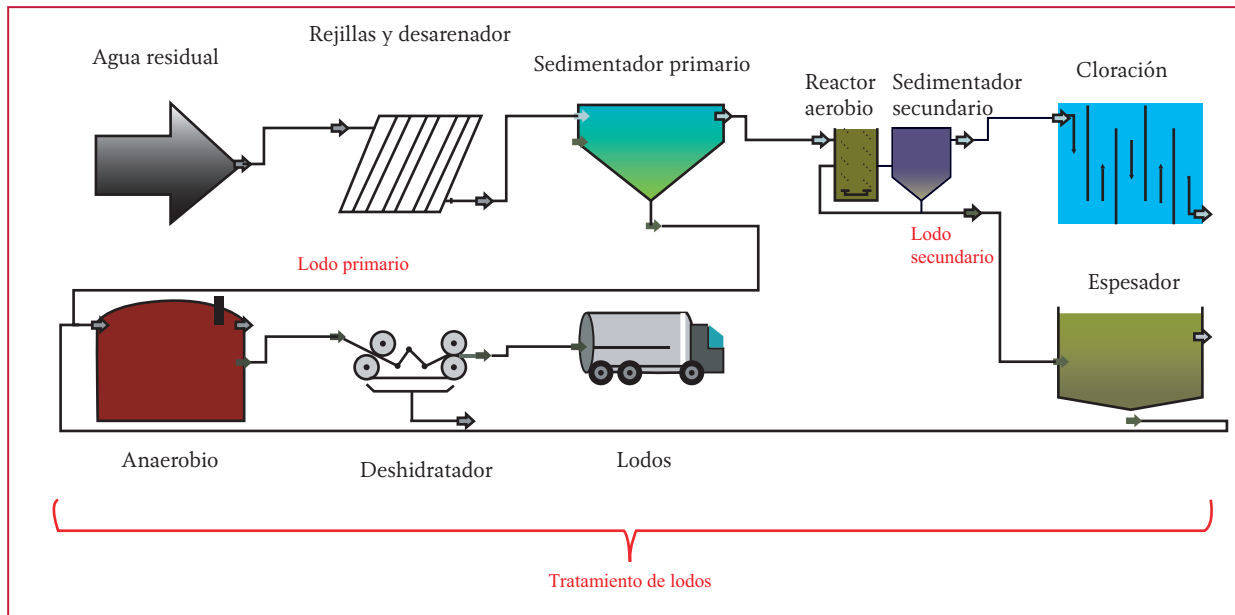 Agua residual
Rejillas y desarenador
Sedimentador primario
Reactor
aerobio
Sedimentador
secundario
Cloración
Lodo primario
Lodo
secundario
Espesador
Anaerobio
Deshidratador
Lodos
Tratamiento de lodos